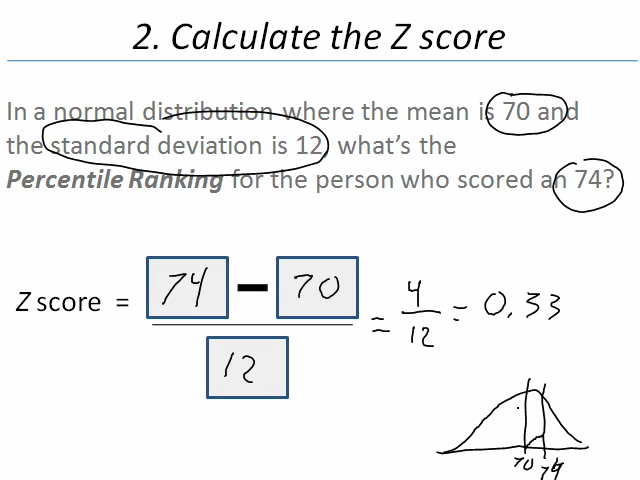 2. Calculate the Z score
In a normal distribution where the mean is 70 and
the standard deviation is 12, what's the
Percentile Ranking for the person who scored an 74?
Z score = 74 - 70 = 4 = 0.33
12 12
70 74